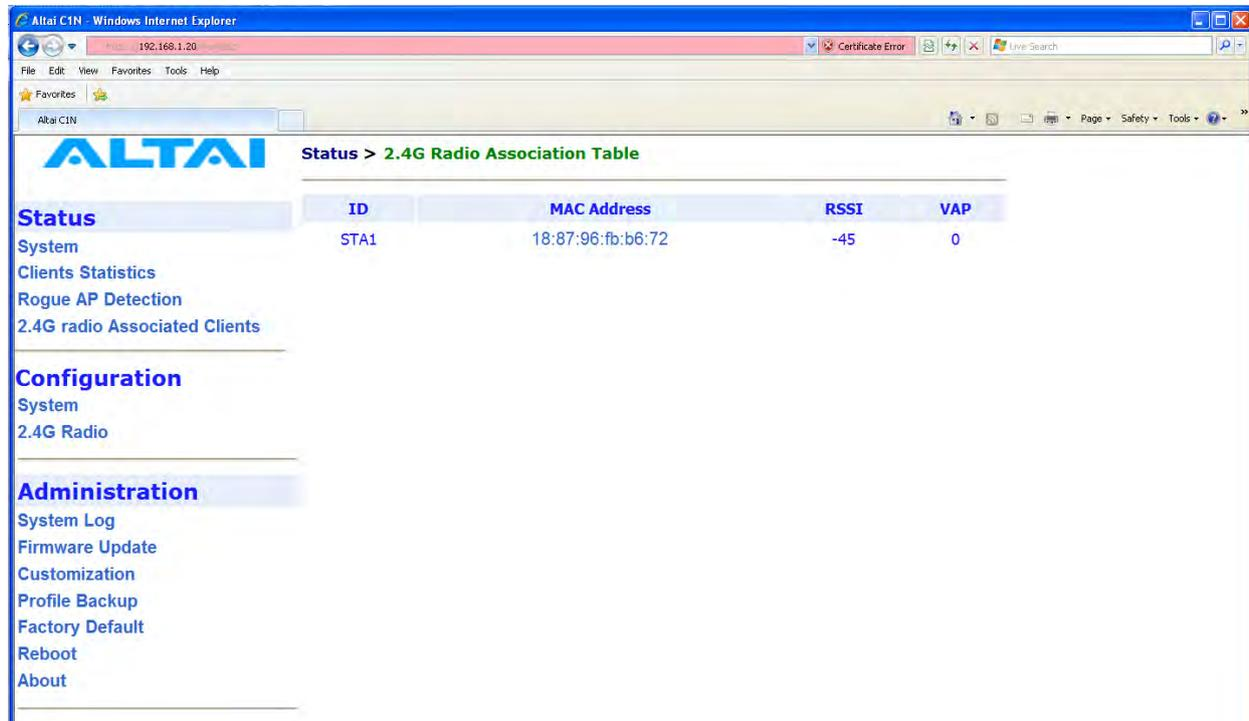 Altai C1N - Windows Internet Explorer
192.168.1.20
Certificate Error
Live Search
File Edit View Favorites Tools Help
Favorites
Altai C1N
Page Safety Tools
ALTAI
Status > 2.4G Radio Association Table
ID MAC Address RSSI VAP
STA1 18:87:96:fb:b6:72 -45 0
Status
System
Clients Statistics
Rogue AP Detection
2.4G radio Associated Clients
Configuration
System
2.4G Radio
Administration
System Log
Firmware Update
Customization
Profile Backup
Factory Default
Reboot
About